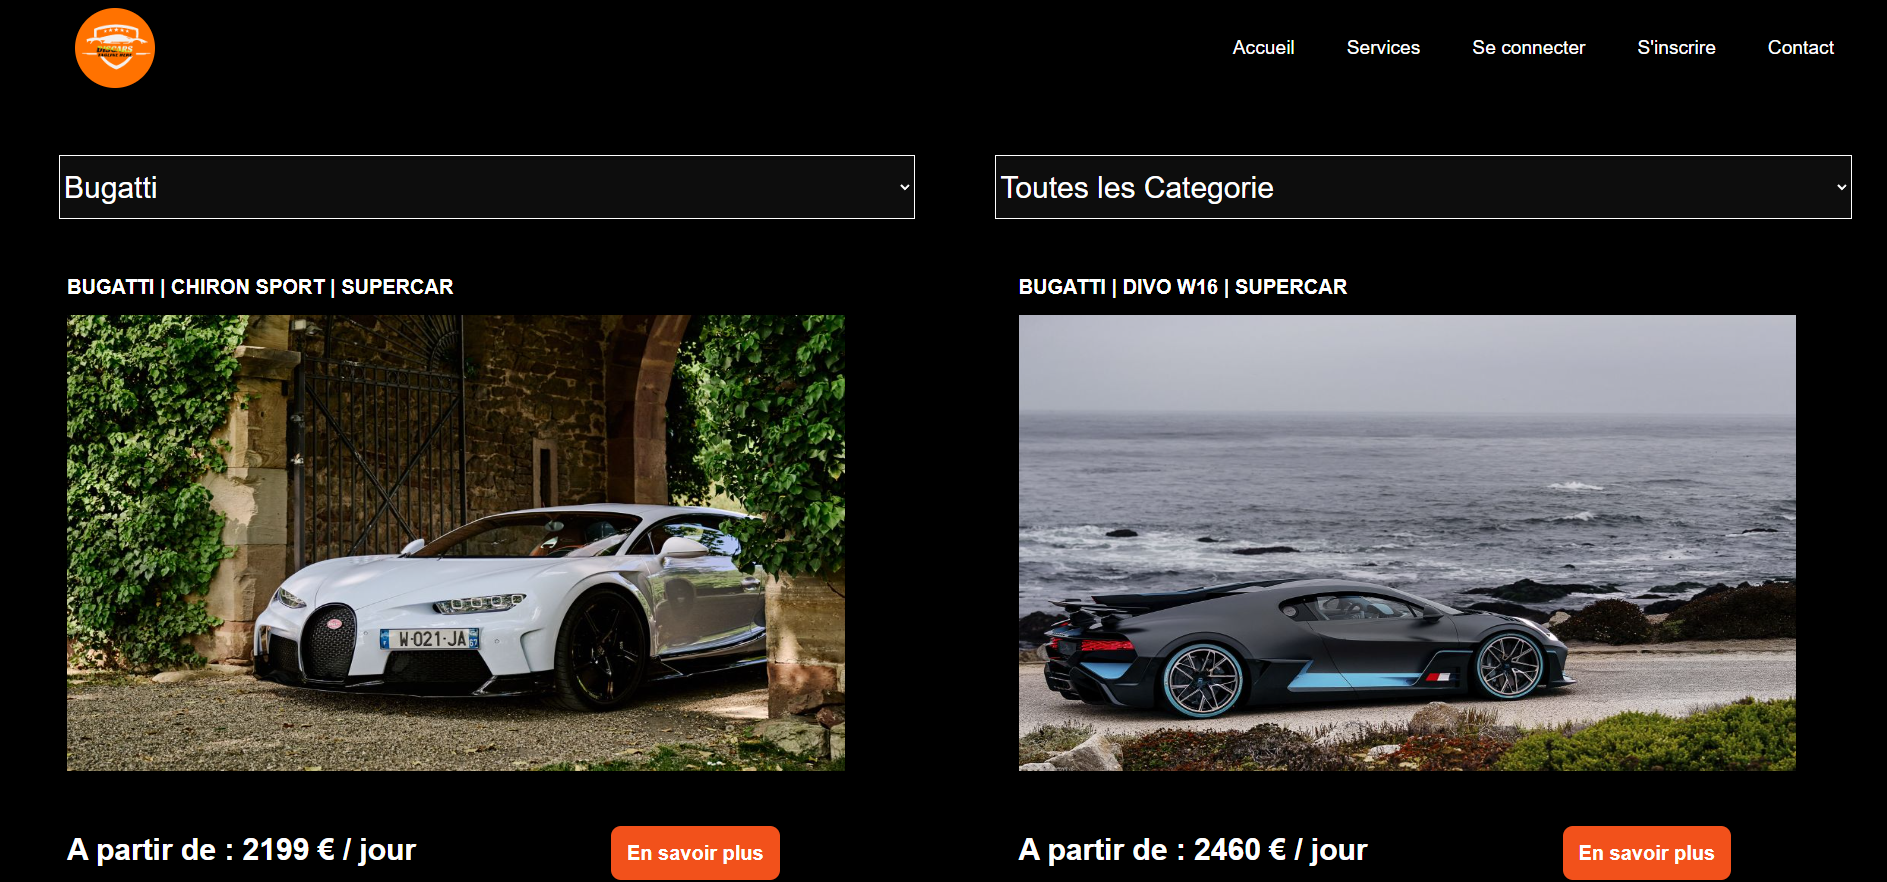 DIGCARS
Accueil
Services
Se connecter
S'inscrire
Contact
Bugatti
Toutes les Categorie
BUGATTI | CHIRON SPORT | SUPERCAR
BUGATTI | DIVO W16 | SUPERCAR
W-021-JA
A partir de : 2199 € / jour
En savoir plus
A partir de : 2460 € / jour
En savoir plus